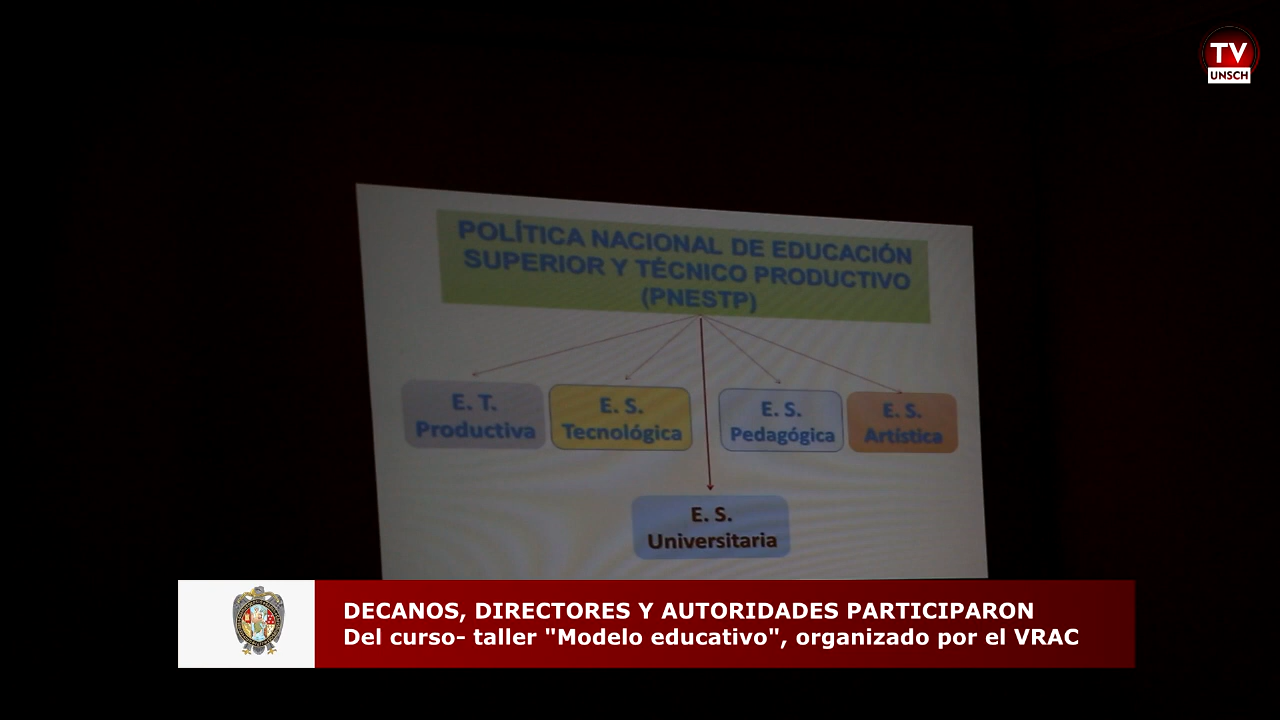 TV
UNSCH
POLÍTICA NACIONAL DE EDUCACIÓN
SUPERIOR Y TÉCNICO PRODUCTIVO
(PNESTP)
E. T.
Productiva
E. S.
Tecnológica
E. S.
Pedagógica
E. S.
Artística
E. S.
Universitaria
DECANOS, DIRECTORES Y AUTORIDADES PARTICIPARON
Del curso- taller "Modelo educativo", organizado por el VRAC